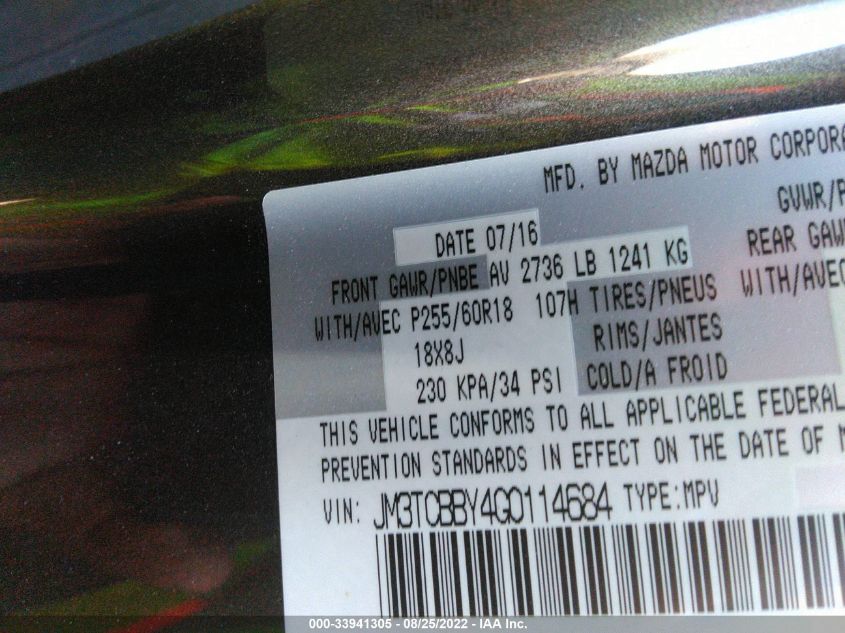 MFD. BY MAZDA MOTOR CORPORA
GVWR/P
DATE 07/16
FRONT GAWR/PNBE AV 2736 LB 1241 KG
REAR GAW
WITH/AVEC P255/60R18 107H TIRES/PNEUS
WITH/AVEC
18X8J
RIMS/JANTES
230 KPA/34 PSI
COLD/A FROID
THIS VEHICLE CONFORMS TO ALL APPLICABLE FEDERAL
PREVENTION STANDARDS IN EFFECT ON THE DATE OF M
VIN: JM3TCBBY4G0114684 TYPE:MPV
000-33941305 - 08/25/2022 - IAA Inc.